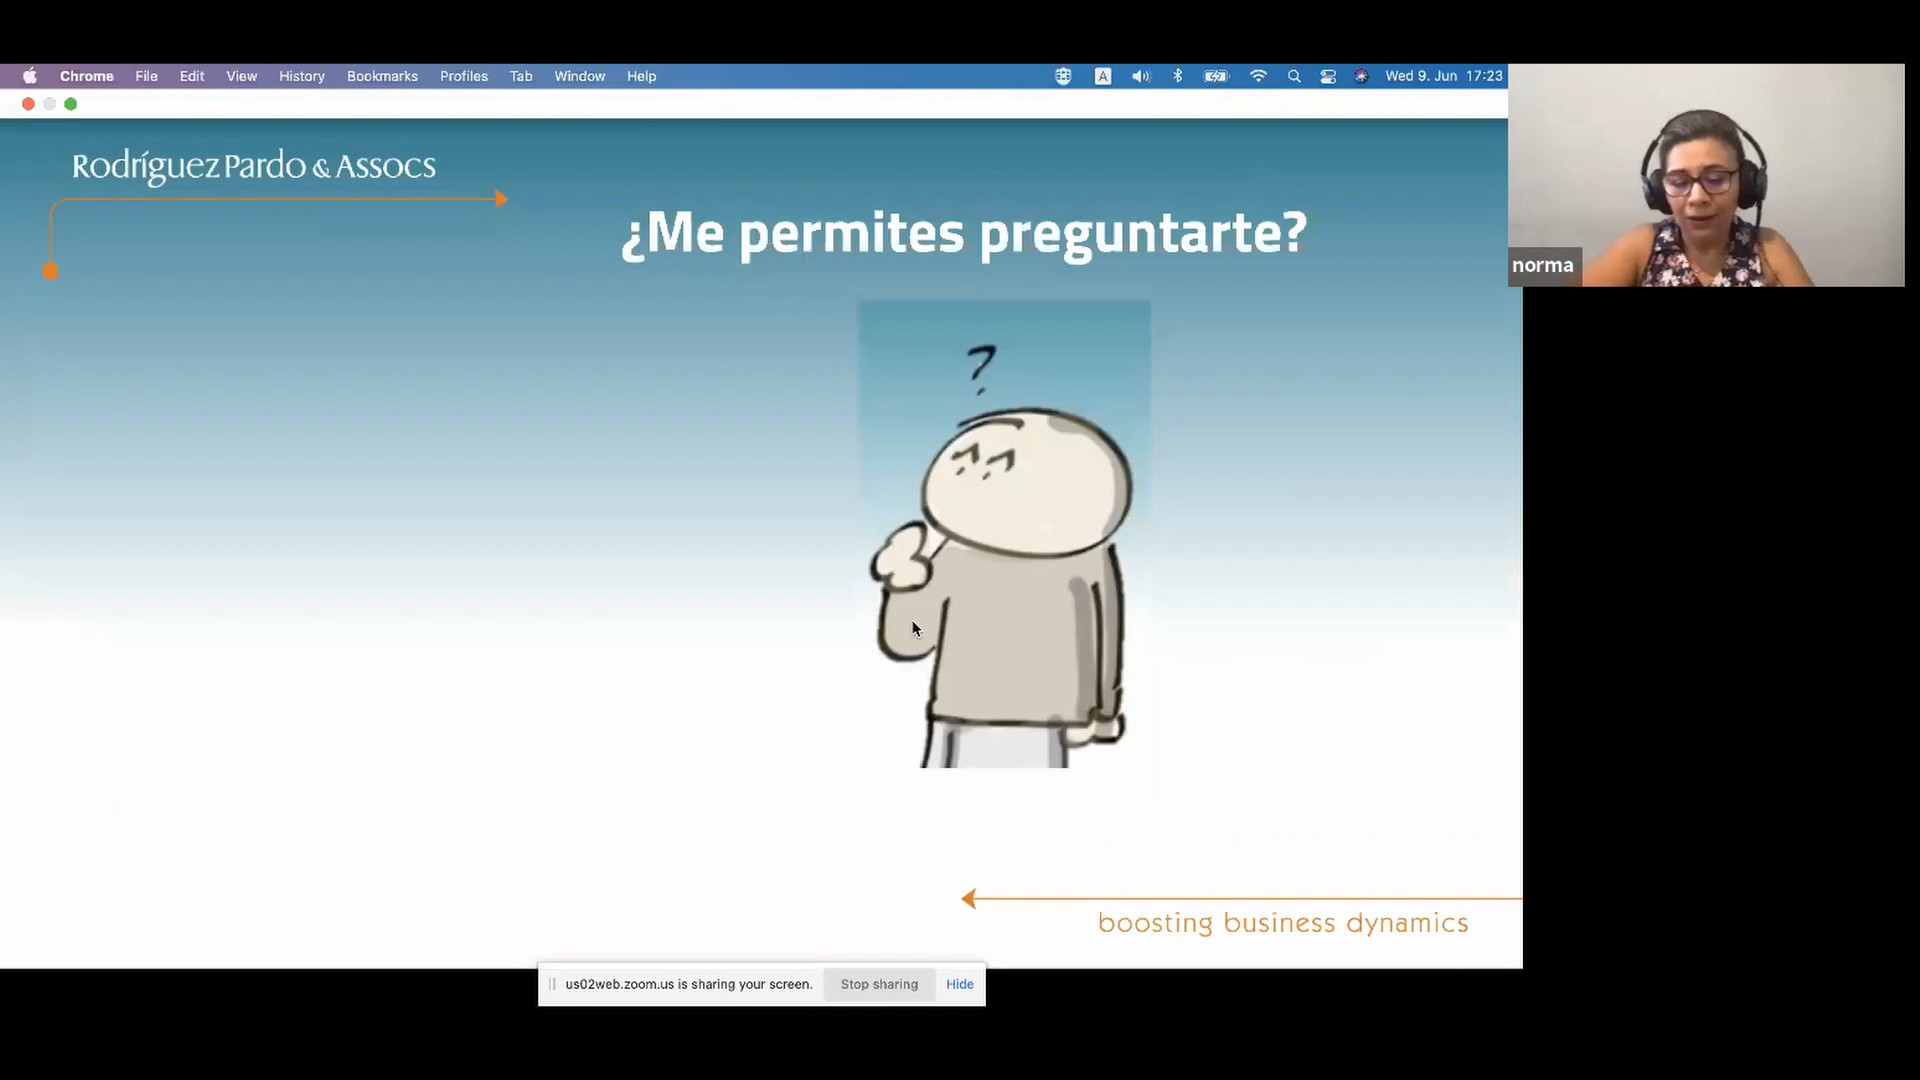 Chrome File Edit View History Bookmarks Profiles Tab Window Help A Wed 9. Jun 17:23
Rodríguez Pardo & Assocs
¿Me permites preguntarte?
norma
?
boosting business dynamics
us02web.zoom.us is sharing your screen. Stop sharing Hide